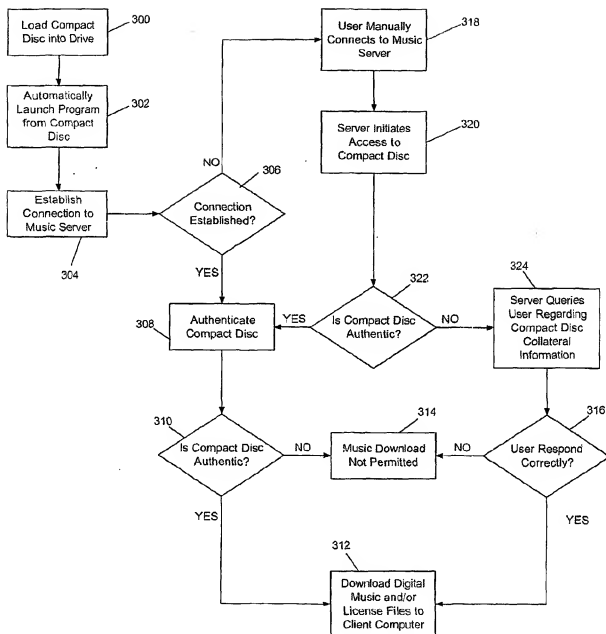 300
Load Compact
Disc into Drive
302
Automatically
Launch Program
from Compact
Disc
Establish
Connection to
Music Server
304
NO
306
Connection
Established?
YES
User Manually
Connects to Music
Server
318
Server Initiates
Access to
Compact Disc
320
308
Authenticate
Compact Disc
YES
322
Is Compact Disc
Authentic?
NO
324
Server Queries
User Regarding
Compact Disc
Collateral
Information
310
Is Compact Disc
Authentic?
NO
YES
314
Music Download
Not Permitted
NO
316
User Respond
Correctly?
YES
312
Download Digital
Music and/or
License Files to
Client Computer